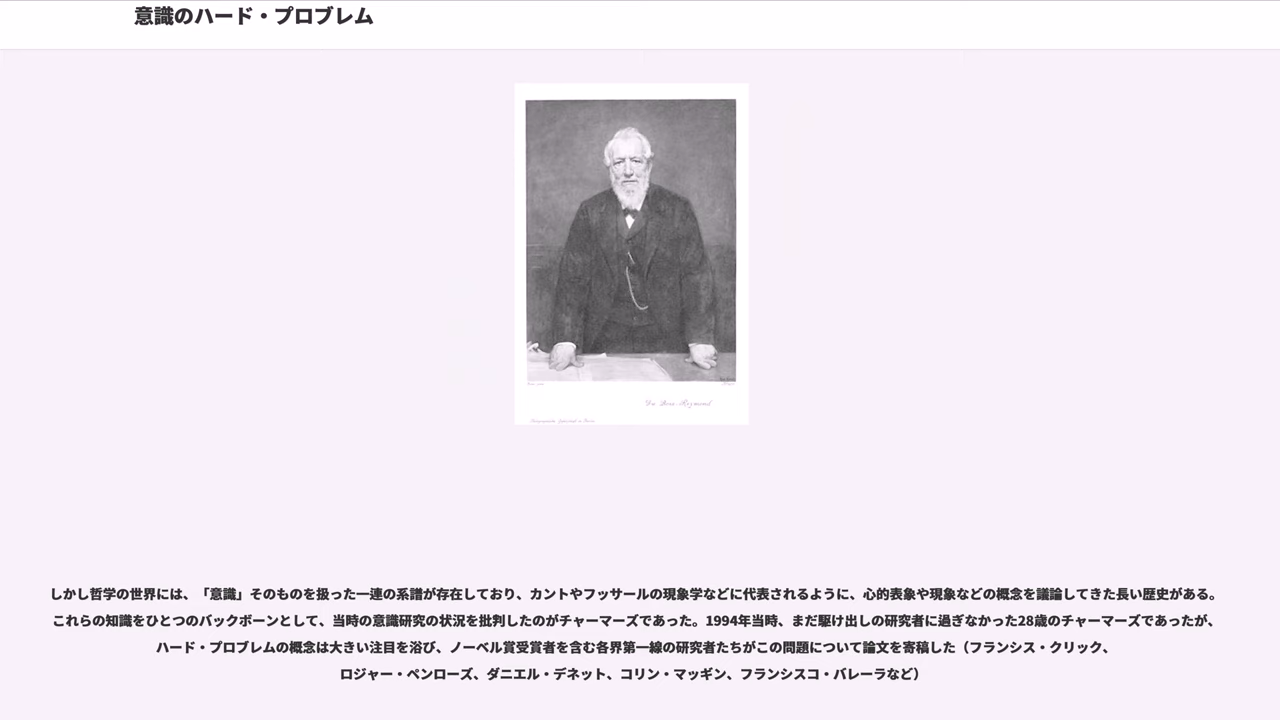 意識のハード・プロブレム
Du Bois-Reymond
しかし哲学の世界には、「意識」そのものを扱った一連の系譜が存在しており、カントやフッサールの現象学などに代表されるように、心的表象や現象などの概念を議論してきた長い歴史がある。
これらの知識をひとつのバックボーンとして、当時の意識研究の状況を批判したのがチャーマーズであった。1994年当時、まだ駆け出しの研究者に過ぎなかった28歳のチャーマーズであったが、
ハード・プロブレムの概念は大きい注目を浴び、ノーベル賞受賞者を含む各界第一線の研究者たちがこの問題について論文を寄稿した（フランシス・クリック、
ロジャー・ペンローズ、ダニエル・デネット、コリン・マッギン、フランシスコ・バレーラなど）